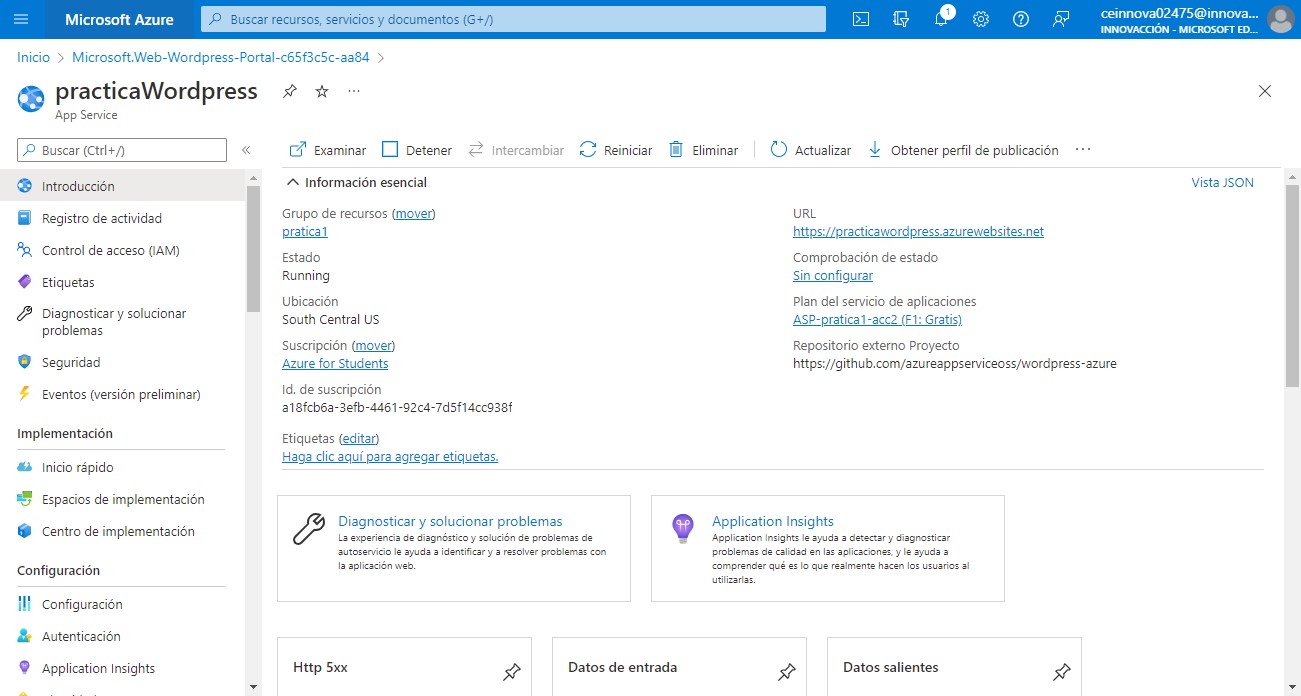 Microsoft Azure
Buscar recursos, servicios y documentos (G+/)
1
ceinnova02475@innova...
INNOVACCIÓN - MICROSOFT ED...
Inicio > Microsoft.Web-Wordpress-Portal-c65f3c5c-aa84 >
practicaWordpress
App Service
Buscar (Ctrl+/)
«
Introducción
Registro de actividad
Control de acceso (IAM)
Etiquetas
Diagnosticar y solucionar
problemas
Seguridad
Eventos (versión preliminar)
Implementación
Inicio rápido
Espacios de implementación
Centro de implementación
Configuración
Configuración
Autenticación
Application Insights
Examinar Detener Intercambiar Reiniciar Eliminar Actualizar Obtener perfil de publicación ...
Información esencial
Vista JSON
Grupo de recursos (mover)
pratica1
Estado
Running
Ubicación
South Central US
Suscripción (mover)
Azure for Students
Id. de suscripción
a18fcb6a-3efb-4461-92c4-7d5f14cc938f
Etiquetas (editar)
Haga clic aquí para agregar etiquetas.
URL
https://practicawordpress.azurewebsites.net
Comprobación de estado
Sin configurar
Plan del servicio de aplicaciones
ASP-pratica1-acc2 (F1: Gratis)
Repositorio externo Proyecto
https://github.com/azureappserviceoss/wordpress-azure
Diagnosticar y solucionar problemas
La experiencia de diagnóstico y solución de problemas de
autoservicio le ayuda a identificar y a resolver problemas con
la aplicación web.
Application Insights
Application Insights le ayuda a detectar y diagnosticar
problemas de calidad en las aplicaciones, y le ayuda a
comprender qué es lo que realmente hacen los usuarios al
utilizarlas.
Http 5xx
Datos de entrada
Datos salientes